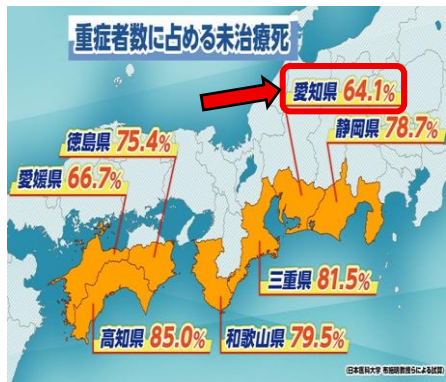 重症者数に占める未治療死
愛知県 64.1%
静岡県 78.7%
徳島県 75.4%
愛媛県 66.7%
三重県 81.5%
高知県 85.0%
和歌山県 79.5%
(日本医科大学 布施明教授らによる試算)